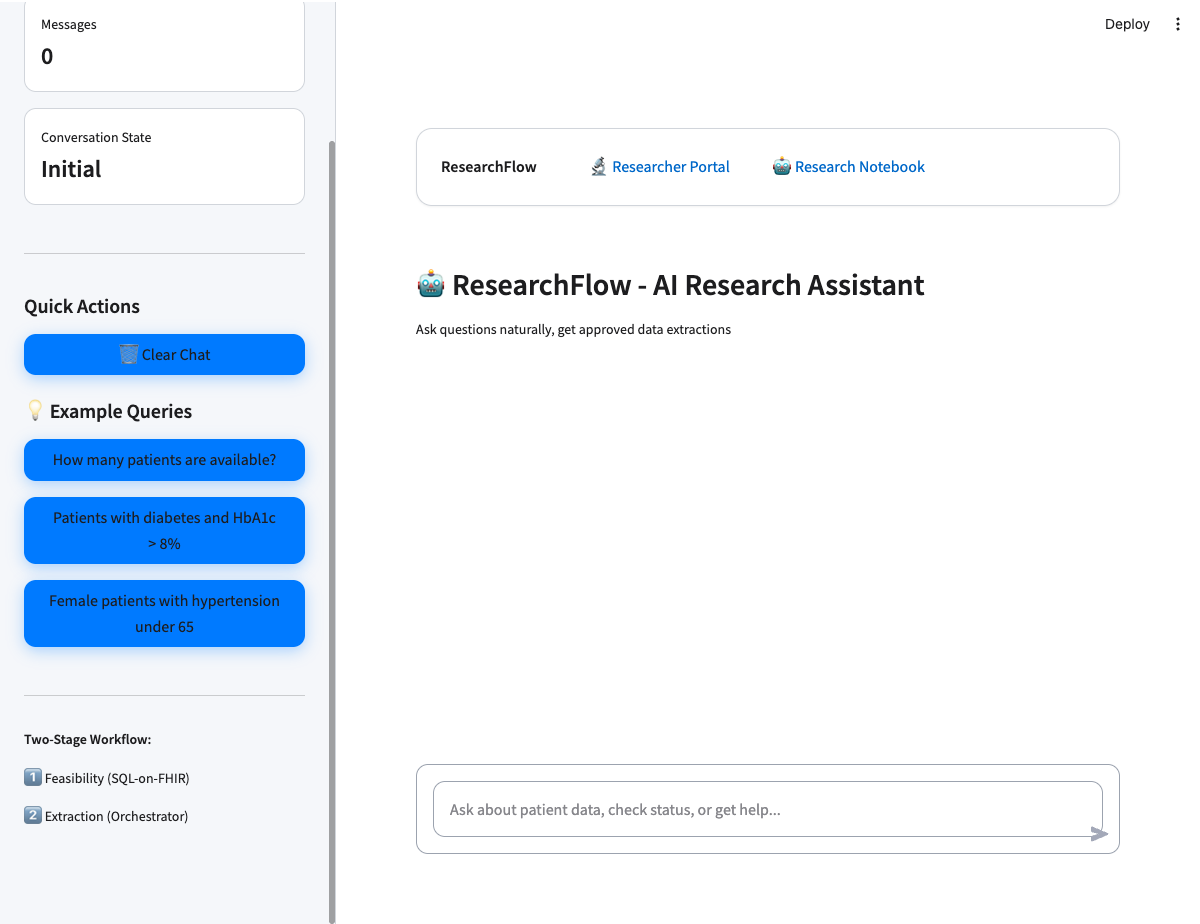 Messages
0
Conversation State
Initial
Quick Actions
🗑️ Clear Chat
💡 Example Queries
How many patients are available?
Patients with diabetes and HbA1c
> 8%
Female patients with hypertension
under 65
Two-Stage Workflow:
1️⃣ Feasibility (SQL-on-FHIR)
2️⃣ Extraction (Orchestrator)
Deploy
ResearchFlow 🔬 Researcher Portal 🤖 Research Notebook
🤖 ResearchFlow - AI Research Assistant
Ask questions naturally, get approved data extractions
Ask about patient data, check status, or get help...